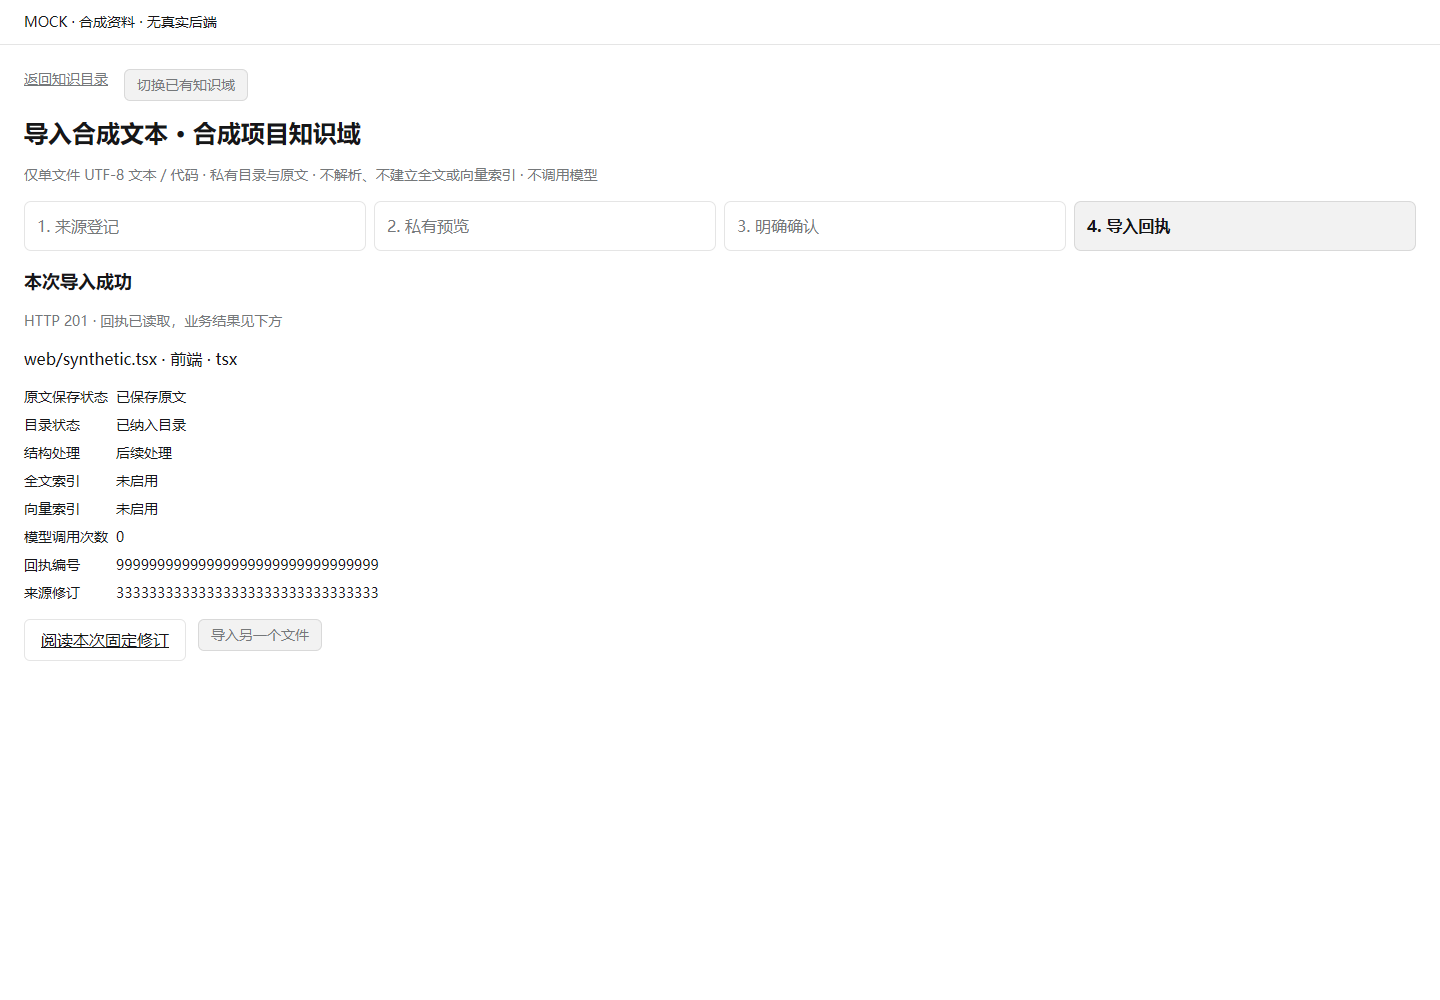 MOCK · 合成资料 · 无真实后端
返回知识目录 切换已有知识域
导入合成文本 · 合成项目知识域
仅单文件 UTF-8 文本 / 代码 · 私有目录与原文 · 不解析、不建立全文或向量索引 · 不调用模型
1. 来源登记 2. 私有预览 3. 明确确认 4. 导入回执
本次导入成功
HTTP 201 · 回执已读取，业务结果见下方
web/synthetic.tsx · 前端 · tsx
原文保存状态 已保存原文
目录状态 已纳入目录
结构处理 后续处理
全文索引 未启用
向量索引 未启用
模型调用次数 0
回执编号 99999999999999999999999999999999
来源修订 33333333333333333333333333333333
阅读本次固定修订 导入另一个文件